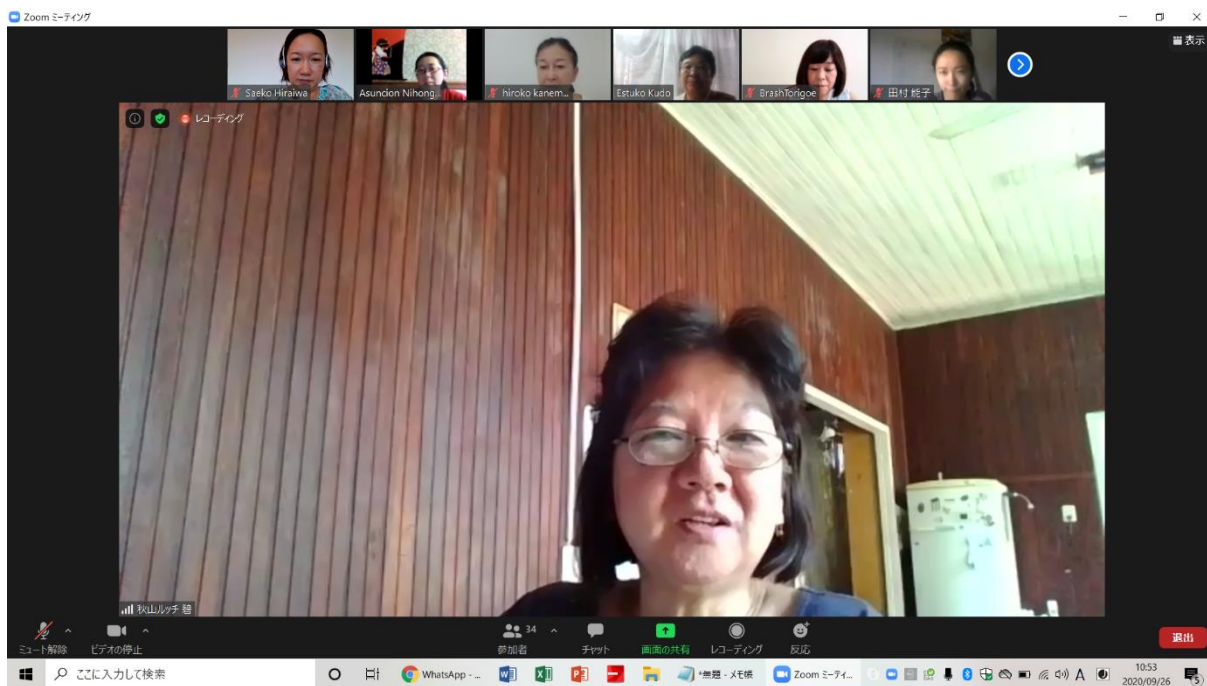 Zoom ミーティング
表示
Saeko Hiraiwa
Asuncion Nihong...
hiroko kanem...
Estuko Kudo
BrashTorigoe
田村 能子
レコーディング
秋山ルッチ 碧
ミュート解除
ビデオの停止
34
参加者
チャット
画面の共有
レコーディング
反応
退出
ここに入力して検索
WhatsApp - ...
*無題 - メモ帳
Zoom ミーティ...
A
10:53
2020/09/26
5